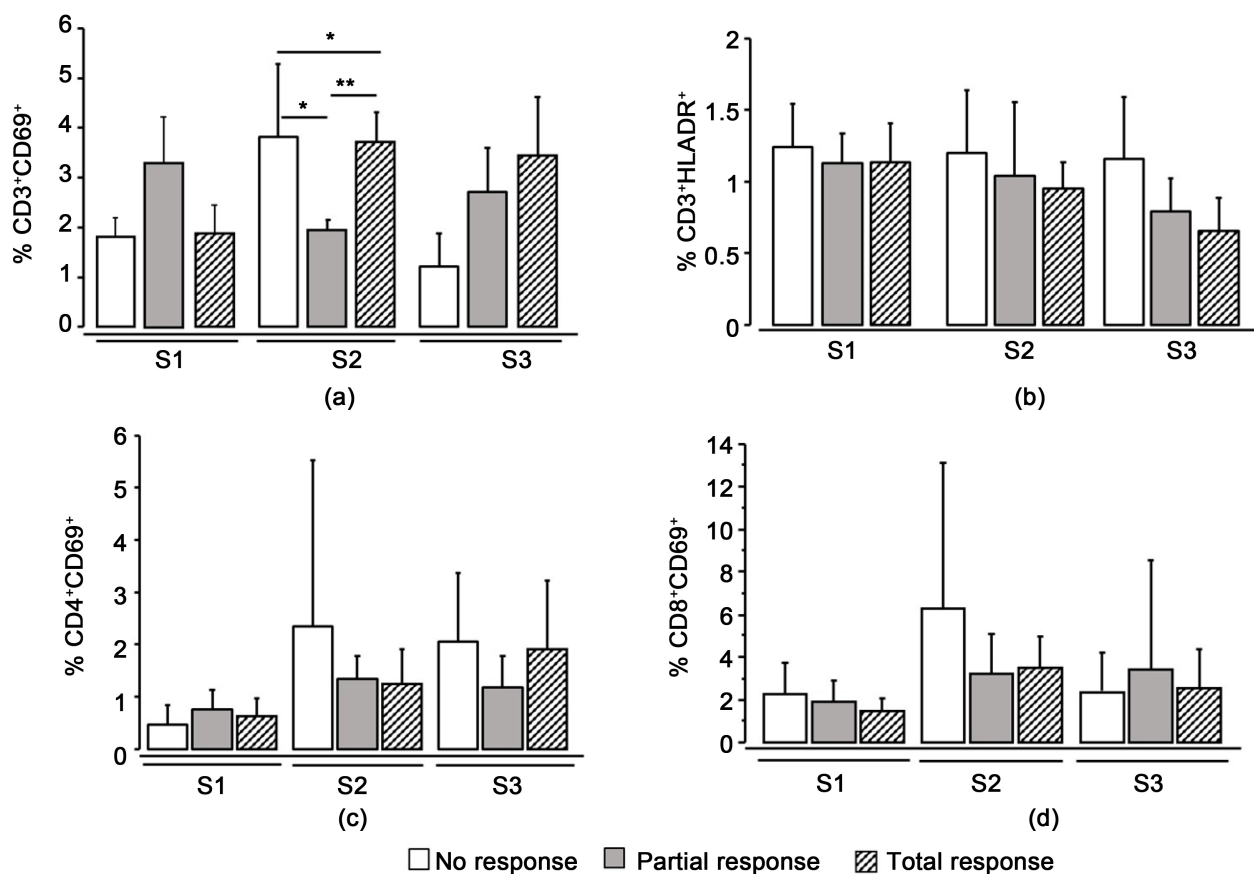 % CD3⁺CD69⁺
6
5
4
3
2
1
0
*
*
**
S1 S2 S3
(a)
% CD3⁺HLADR⁺
2
1.5
1
0.5
0
S1 S2 S3
(b)
% CD4⁺CD69⁺
6
5
4
3
2
1
0
S1 S2 S3
(c)
% CD8⁺CD69⁺
14
12
10
8
6
4
2
0
S1 S2 S3
(d)
No response Partial response Total response